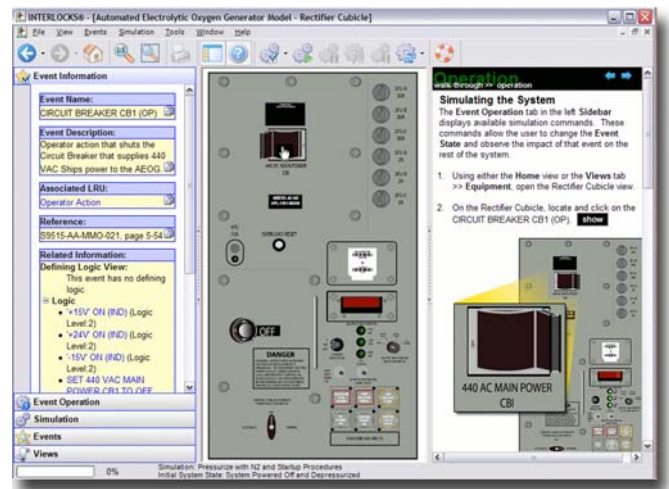 INTERLOCKS® - [Automated Electrolytic Oxygen Generator Model - Rectifier Cubicle]
File View Events Simulation Tools Window Help
Event Information
Event Name:
CIRCUIT BREAKER CB1 (OP)
Event Description:
Operator action that shuts the
Circuit Breaker that supplies 440
VAC Ships power to the AEOG.
Associated LRU:
Operator Action
Reference:
S9515-AA-MMO-021, page 5-54
Related Information:
Defining Logic View:
This event has no defining
logic.
Logic
'+15V' ON (IND) (Logic
Level:2)
'+24V' ON (IND) (Logic
Level:2)
'-15V' ON (IND) (Logic
Level:2)
SET 440 VAC MAIN
POWER CB1 TO OFF
Event Operation
Simulation
Events
Views
440 AC MAIN POWER
CBI
OVERLOAD RESET
OFF
DANGER
Operation
walk-through >> operation
Simulating the System
The Event Operation tab in the left Sidebar
displays available simulation commands. These
commands allow the user to change the Event
State and observe the impact of that event on the
rest of the system.
1. Using either the Home view or the Views tab
>> Equipment, open the Rectifier Cubicle view.
2. On the Rectifier Cubicle, locate and click on the
CIRCUIT BREAKER CB1 (OP). show
440 AC MAIN POWER
CBI
0%
Simulation: Pressurize with N2 and Startup Procedures
Initial System State: System Powered Off and Depressurized